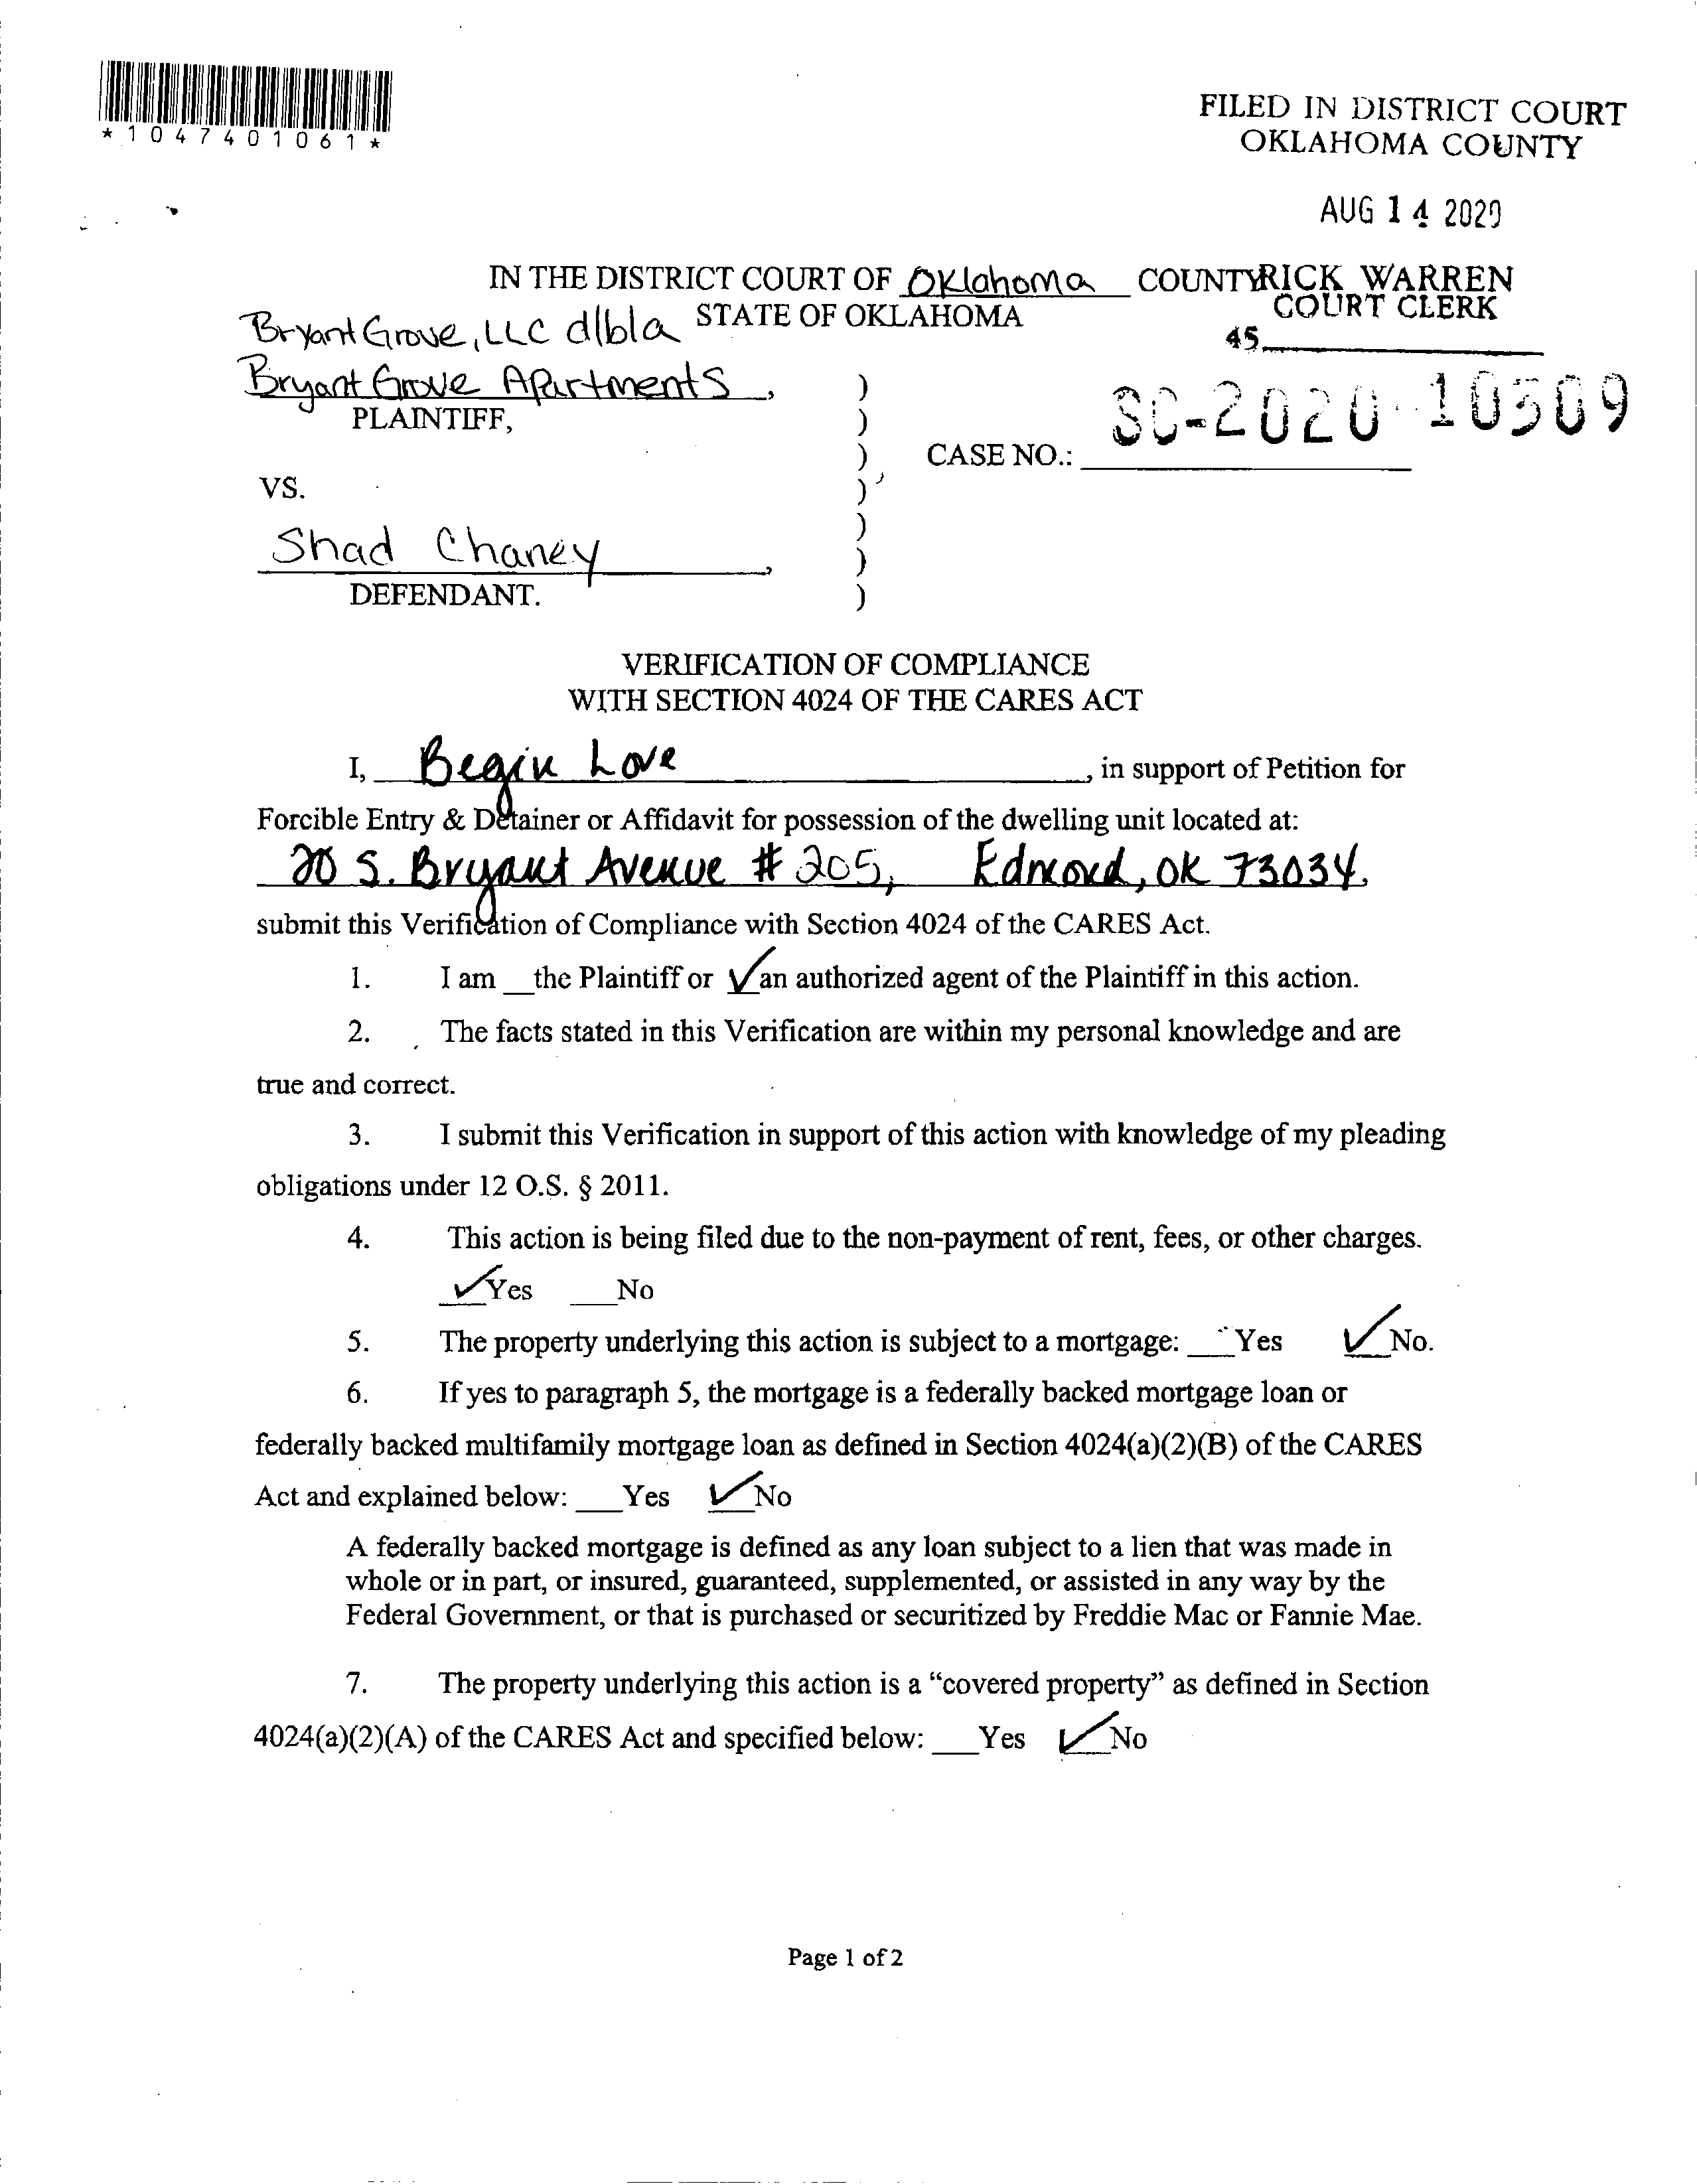 *1047401061*
FILED IN DISTRICT COURT
OKLAHOMA COUNTY
AUG 14 2020
IN THE DISTRICT COURT OF Oklahoma COUNTY
RICK WARREN
STATE OF OKLAHOMA
COURT CLERK
45
Bryant Grove, LLC d/b/a
Bryant Grove Apartments,
)
PLAINTIFF,
)
SC-2020 10509
)
CASE NO.:
VS.
)
)
Shad Chaney,
)
DEFENDANT.
)
VERIFICATION OF COMPLIANCE
WITH SECTION 4024 OF THE CARES ACT
I, Begin Love, in support of Petition for
Forcible Entry & Detainer or Affidavit for possession of the dwelling unit located at:
20 S. Bryant Avenue # 205, Edmond, OK 73034,
submit this Verification of Compliance with Section 4024 of the CARES Act.
1. I am __the Plaintiff or ✓an authorized agent of the Plaintiff in this action.
2. The facts stated in this Verification are within my personal knowledge and are
true and correct.
3. I submit this Verification in support of this action with knowledge of my pleading
obligations under 12 O.S. § 2011.
4. This action is being filed due to the non-payment of rent, fees, or other charges.
✓Yes ___No
5. The property underlying this action is subject to a mortgage: ___Yes ✓No.
6. If yes to paragraph 5, the mortgage is a federally backed mortgage loan or
federally backed multifamily mortgage loan as defined in Section 4024(a)(2)(B) of the CARES
Act and explained below: ___Yes ✓No
A federally backed mortgage is defined as any loan subject to a lien that was made in
whole or in part, or insured, guaranteed, supplemented, or assisted in any way by the
Federal Government, or that is purchased or securitized by Freddie Mac or Fannie Mae.
7. The property underlying this action is a “covered property” as defined in Section
4024(a)(2)(A) of the CARES Act and specified below: ___Yes ✓No
Page 1 of 2